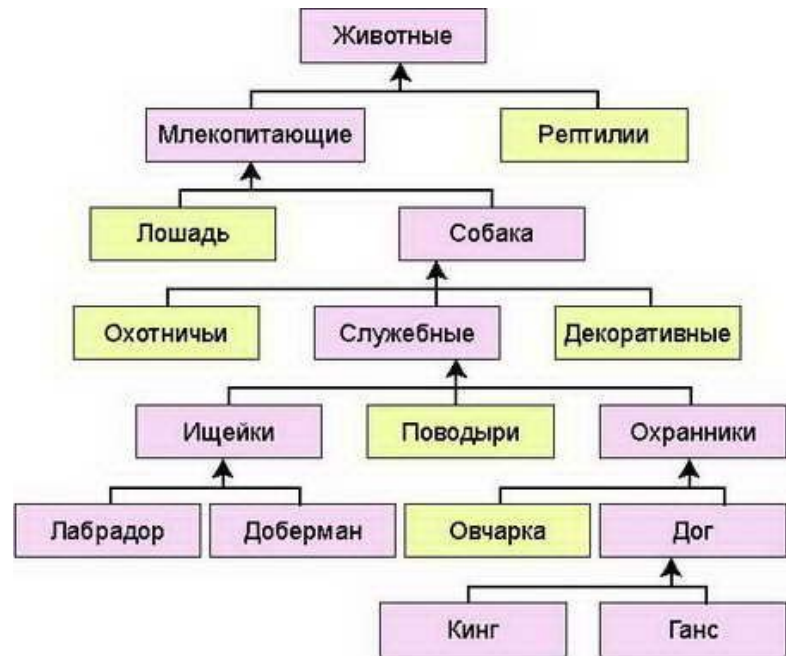 Животные
Млекопитающие
Рептилии
Лошадь
Собака
Охотничьи
Служебные
Декоративные
Ищейки
Поводыри
Охранники
Лабрадор
Доберман
Овчарка
Дог
Кинг
Ганс